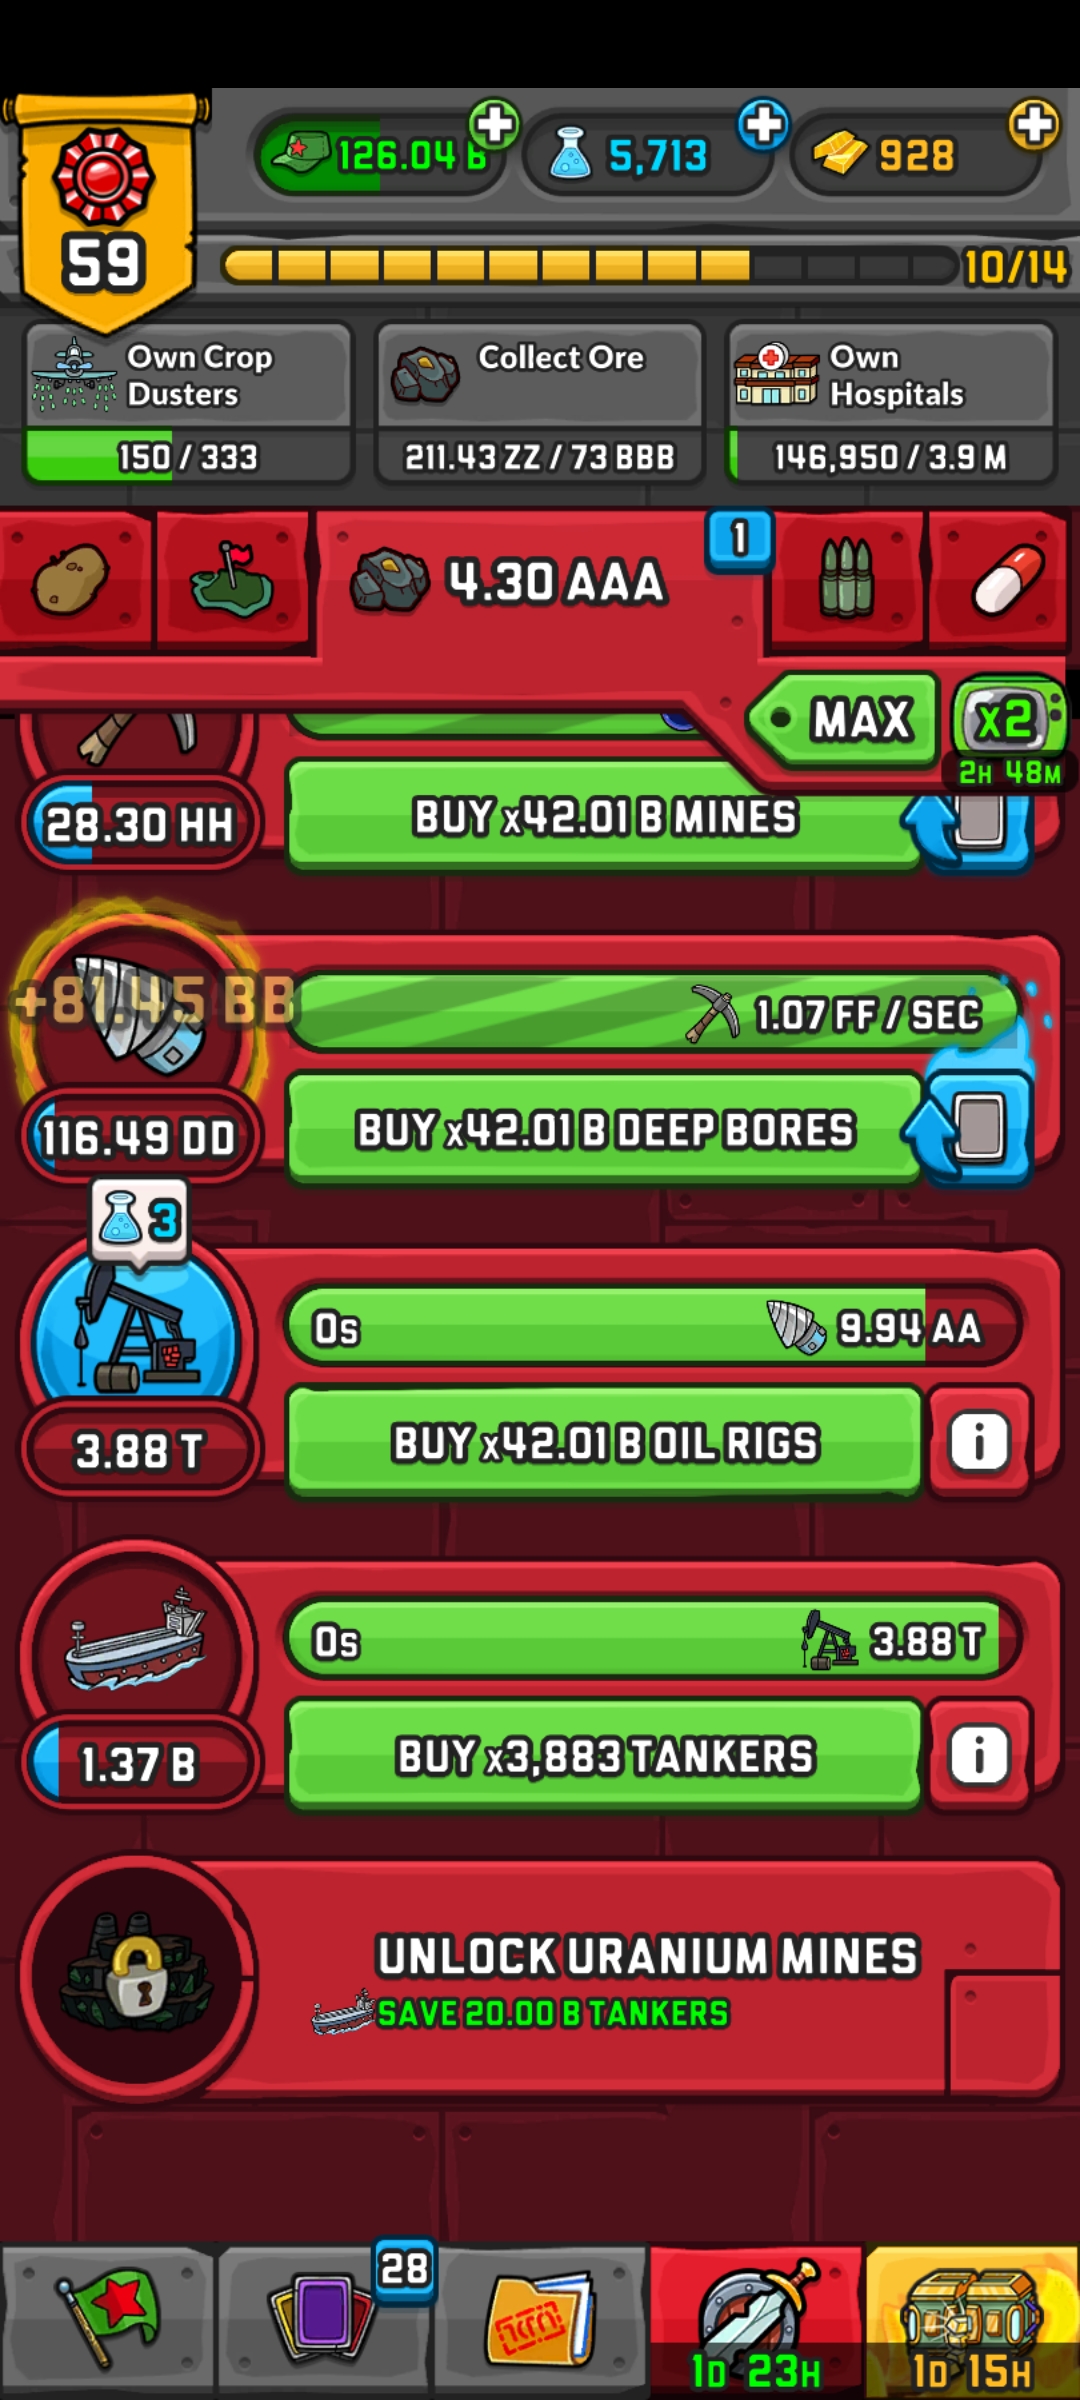 126.04 B
5,713
928
59
10/14
Own Crop
Dusters
150 / 333
Collect Ore
211.43 ZZ / 73 BBB
Own
Hospitals
146,950 / 3.9 M
4.30 AAA
1
MAX
x2
2H 48M
28.30 HH
BUY x42.01 B MINES
+81.45 BB
1.07 FF / SEC
116.49 DD
BUY x42.01 B DEEP BORES
3
0s
9.94 AA
3.88 T
BUY x42.01 B OIL RIGS
i
0s
3.88 T
1.37 B
BUY x3,883 TANKERS
i
UNLOCK URANIUM MINES
SAVE 20.00 B TANKERS
28
1D 23H
1D 15H